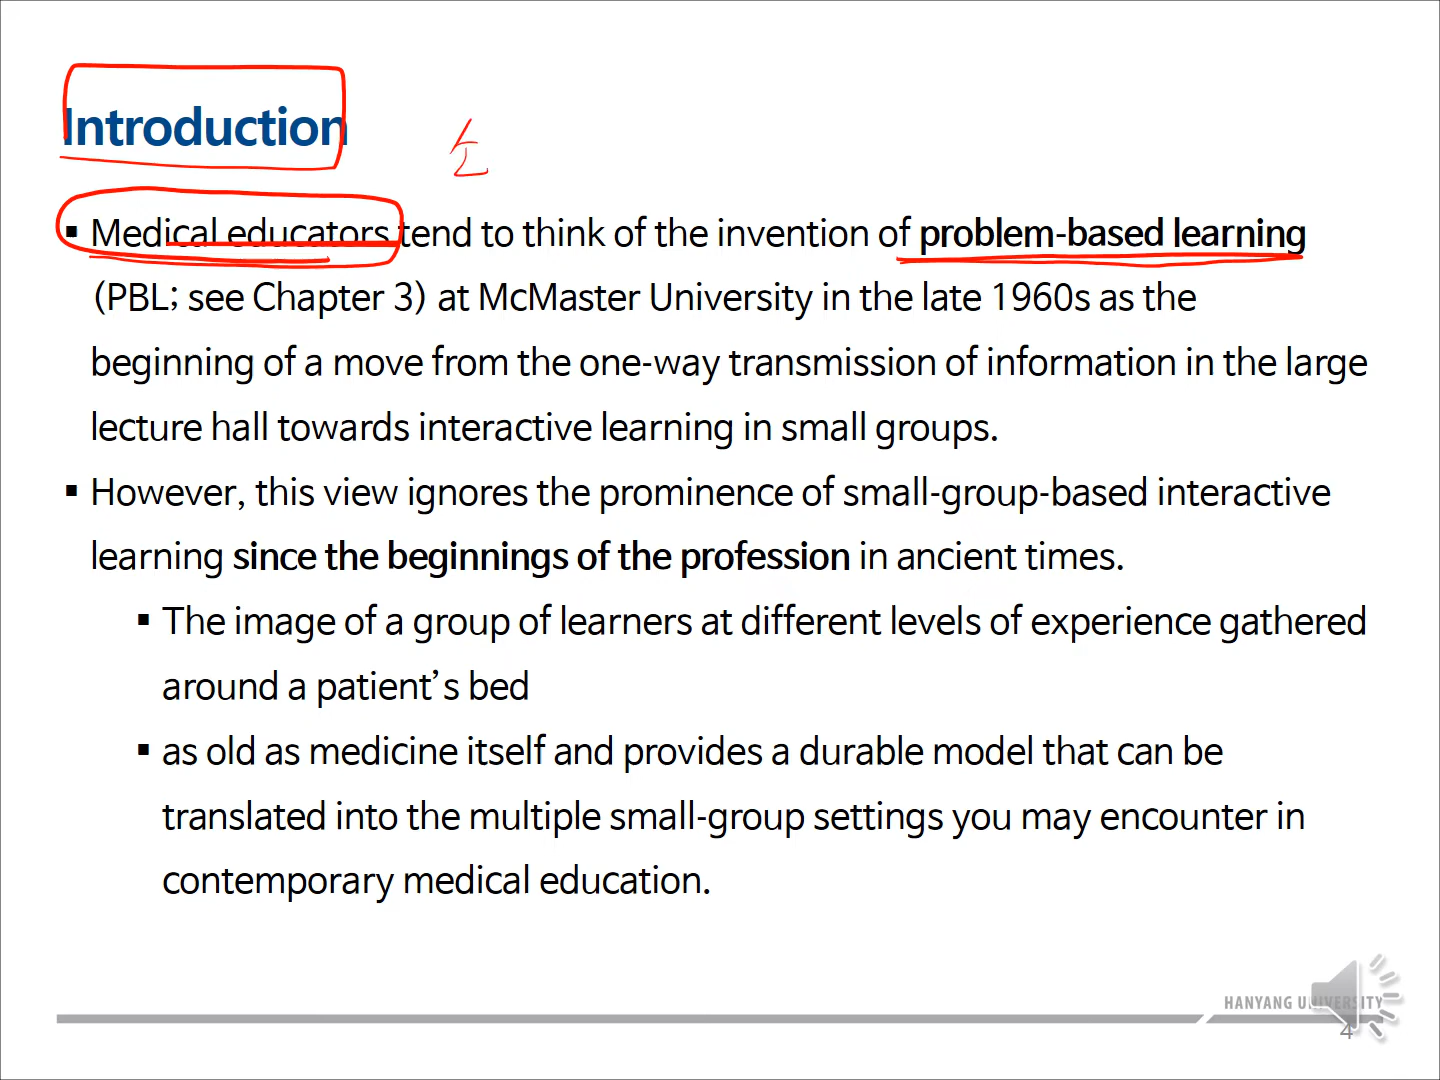 Introduction
▪ Medical educators tend to think of the invention of problem-based learning
(PBL; see Chapter 3) at McMaster University in the late 1960s as the
beginning of a move from the one-way transmission of information in the large
lecture hall towards interactive learning in small groups.
▪ However, this view ignores the prominence of small-group-based interactive
learning since the beginnings of the profession in ancient times.
▪ The image of a group of learners at different levels of experience gathered
around a patient’s bed
▪ as old as medicine itself and provides a durable model that can be
translated into the multiple small-group settings you may encounter in
contemporary medical education.
HANYANG UNIVERSITY
4